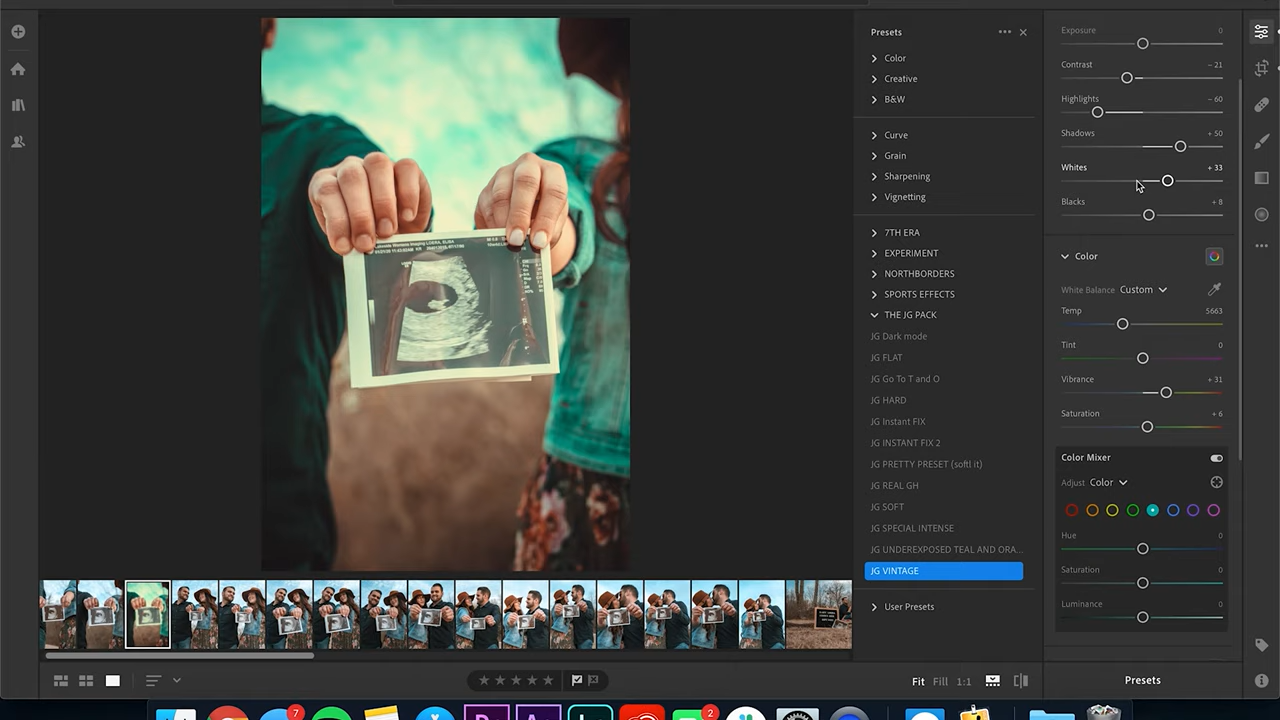 Presets
Color
Creative
B&W
Curve
Grain
Sharpening
Vignetting
7TH ERA
EXPERIMENT
NORTHBORDERS
SPORTS EFFECTS
THE JG PACK
JG Dark mode
JG FLAT
JG Go To T and O
JG HARD
JG Instant FIX
JG INSTANT FIX 2
JG PRETTY PRESET (softl it)
JG REAL GH
JG SOFT
JG SPECIAL INTENSE
JG UNDEREXPOSED TEAL AND ORA...
JG VINTAGE
User Presets
Exposure 0
Contrast – 21
Highlights – 60
Shadows + 50
Whites + 33
Blacks + 8
Color
White Balance Custom
Temp 5663
Tint 0
Vibrance + 31
Saturation + 6
Color Mixer
Adjust Color
Hue 0
Saturation 0
Luminance 0
Fit Fill 1:1
Presets
7
2